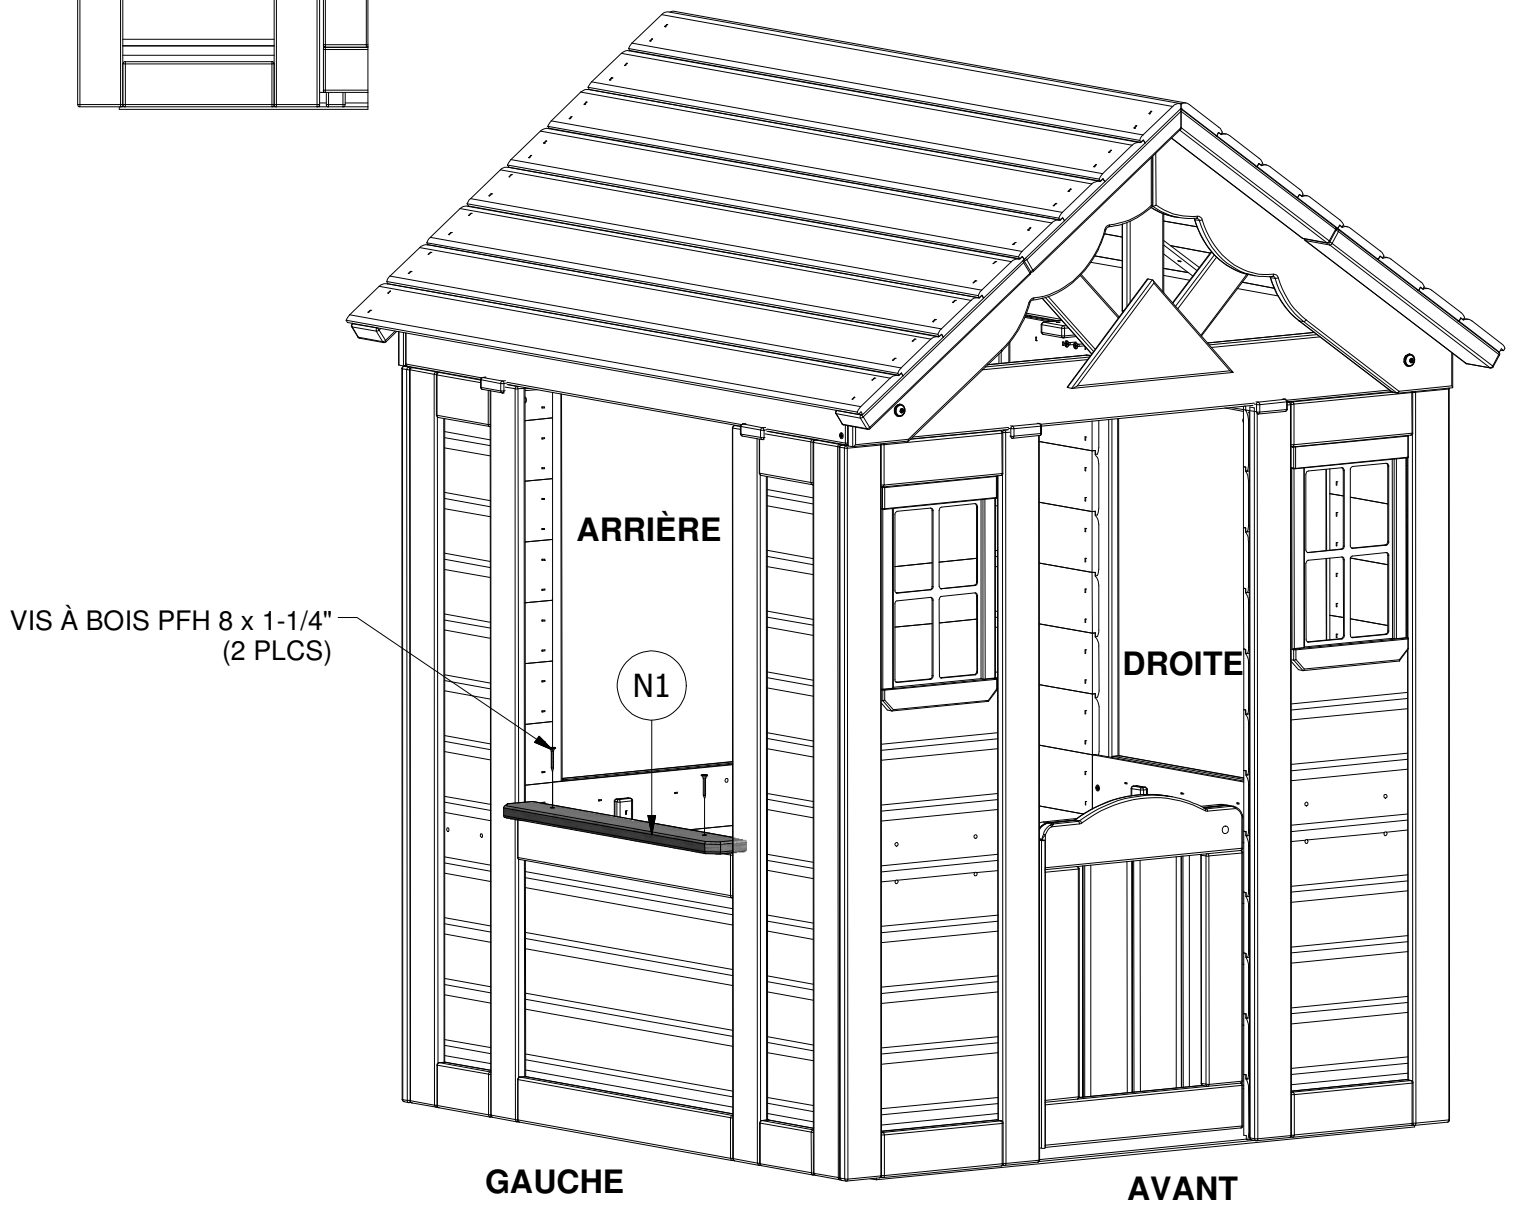 ARRIÈRE
VIS À BOIS PFH 8 x 1-1/4"
(2 PLCS)
DROITE
N1
GAUCHE
AVANT